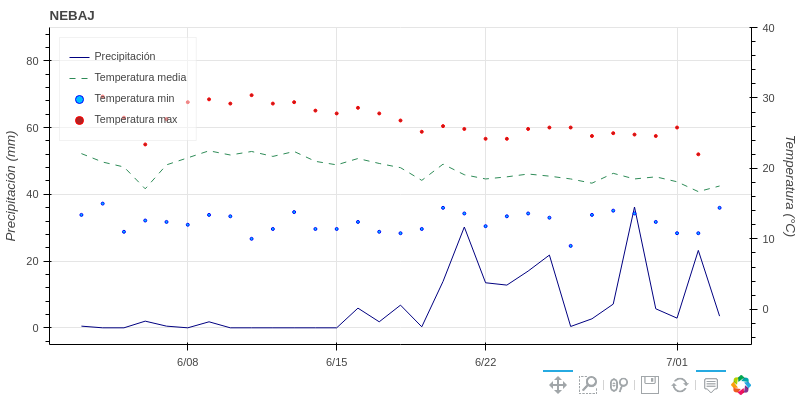 NEBAJ
Precipitación
Temperatura media
Temperatura min
Temperatura max
80
60
40
20
0
Precipitación (mm)
40
30
20
10
0
Temperatura (°C)
6/08
6/15
6/22
7/01